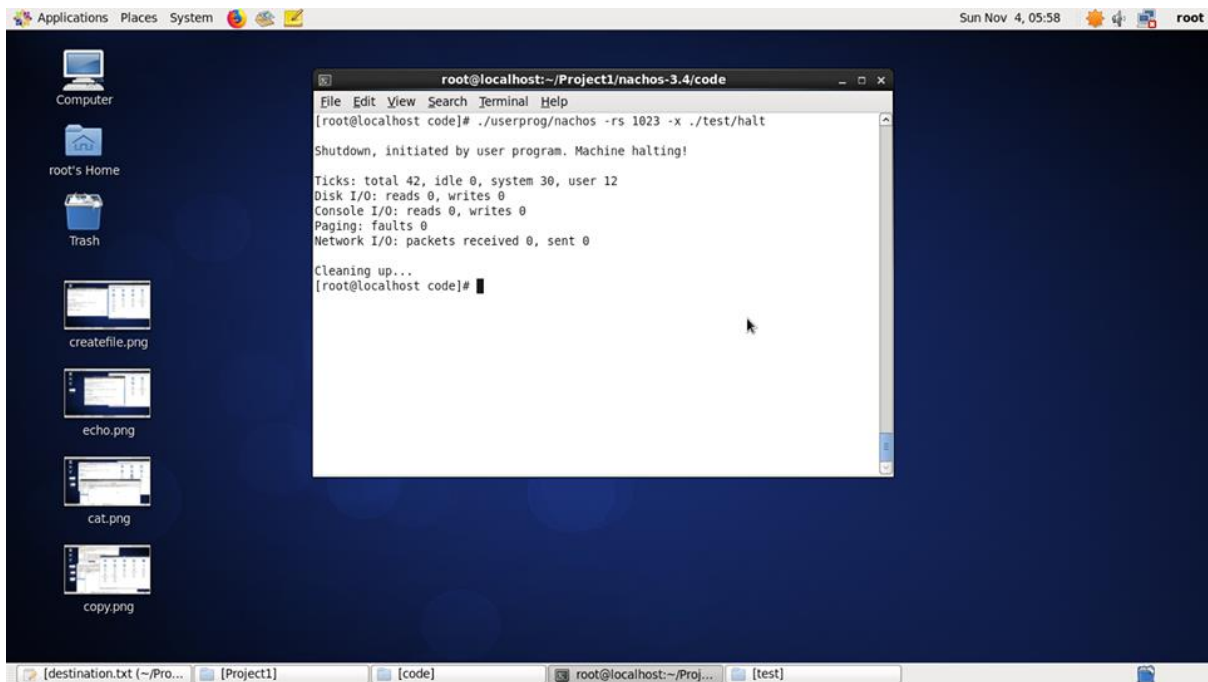 Applications Places System Sun Nov 4, 05:58 root
Computer
root's Home
Trash
createfile.png
echo.png
cat.png
copy.png
root@localhost:~/Project1/nachos-3.4/code
File Edit View Search Terminal Help
[root@localhost code]# ./userprog/nachos -rs 1023 -x ./test/halt
Shutdown, initiated by user program. Machine halting!
Ticks: total 42, idle 0, system 30, user 12
Disk I/O: reads 0, writes 0
Console I/O: reads 0, writes 0
Paging: faults 0
Network I/O: packets received 0, sent 0
Cleaning up...
[root@localhost code]#
[destination.txt (~/Pro... [Project1] [code] root@localhost:~/Proj... [test]